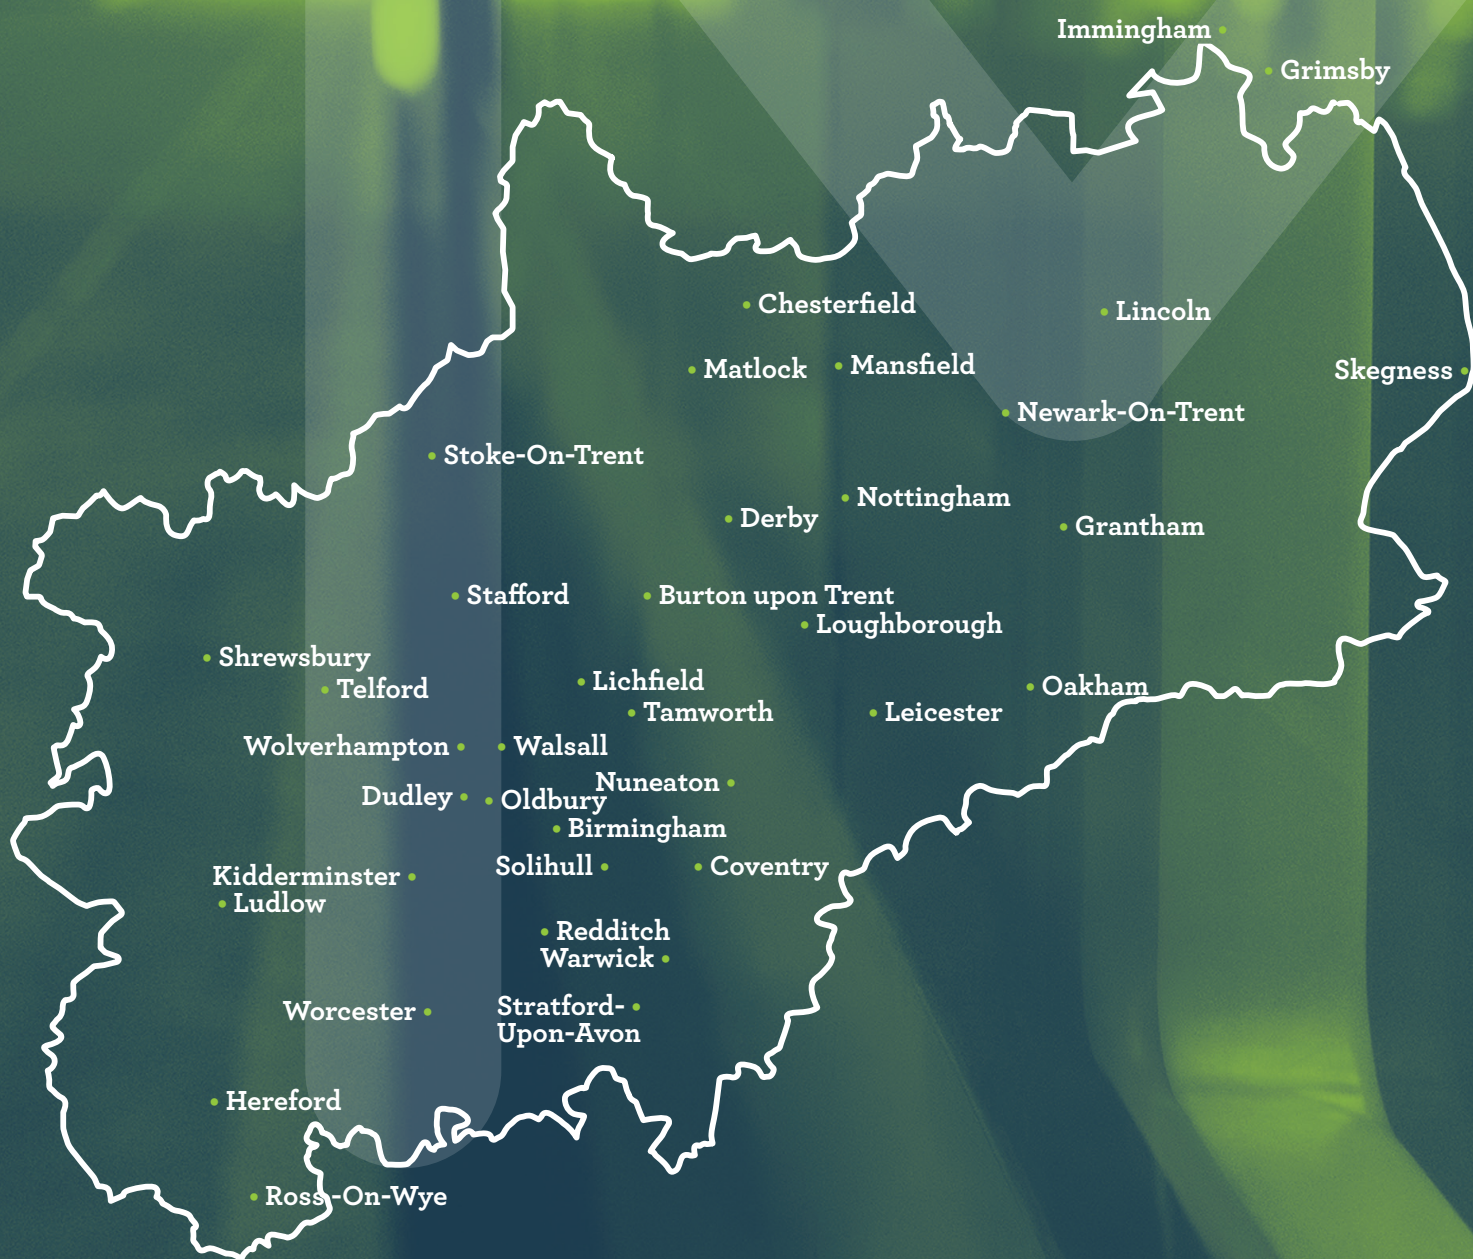 Immingham
Grimsby
Chesterfield
Lincoln
Matlock
Mansfield
Skegness
Newark-On-Trent
Stoke-On-Trent
Nottingham
Derby
Grantham
Stafford
Burton upon Trent
Loughborough
Shrewsbury
Telford
Lichfield
Oakham
Tamworth
Leicester
Wolverhampton
Walsall
Nuneaton
Dudley
Oldbury
Birmingham
Solihull
Coventry
Kidderminster
Ludlow
Redditch
Warwick
Worcester
Stratford-
Upon-Avon
Hereford
Ross-On-Wye